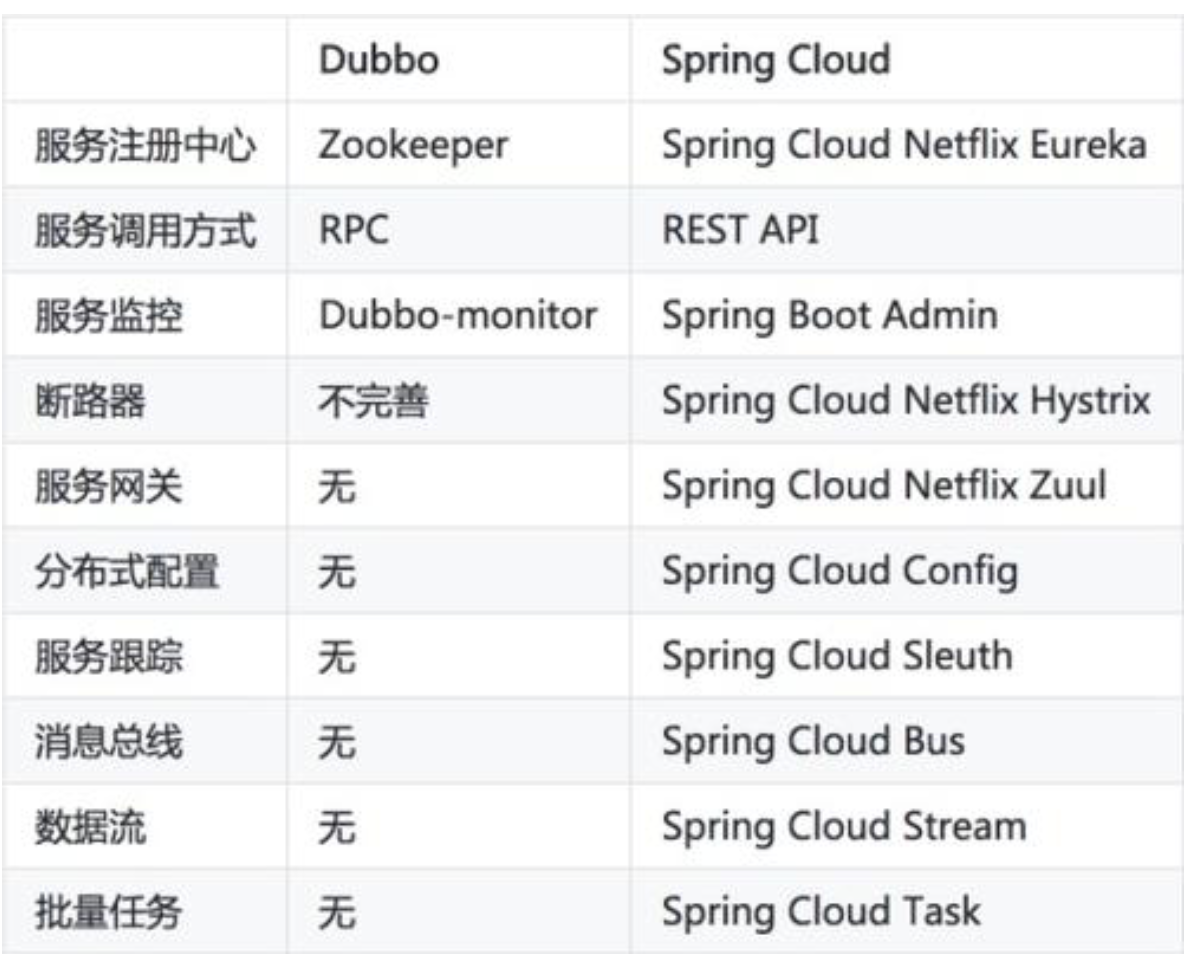 Dubbo Spring Cloud
服务注册中心 Zookeeper Spring Cloud Netflix Eureka
服务调用方式 RPC REST API
服务监控 Dubbo-monitor Spring Boot Admin
断路器 不完善 Spring Cloud Netflix Hystrix
服务网关 无 Spring Cloud Netflix Zuul
分布式配置 无 Spring Cloud Config
服务跟踪 无 Spring Cloud Sleuth
消息总线 无 Spring Cloud Bus
数据流 无 Spring Cloud Stream
批量任务 无 Spring Cloud Task